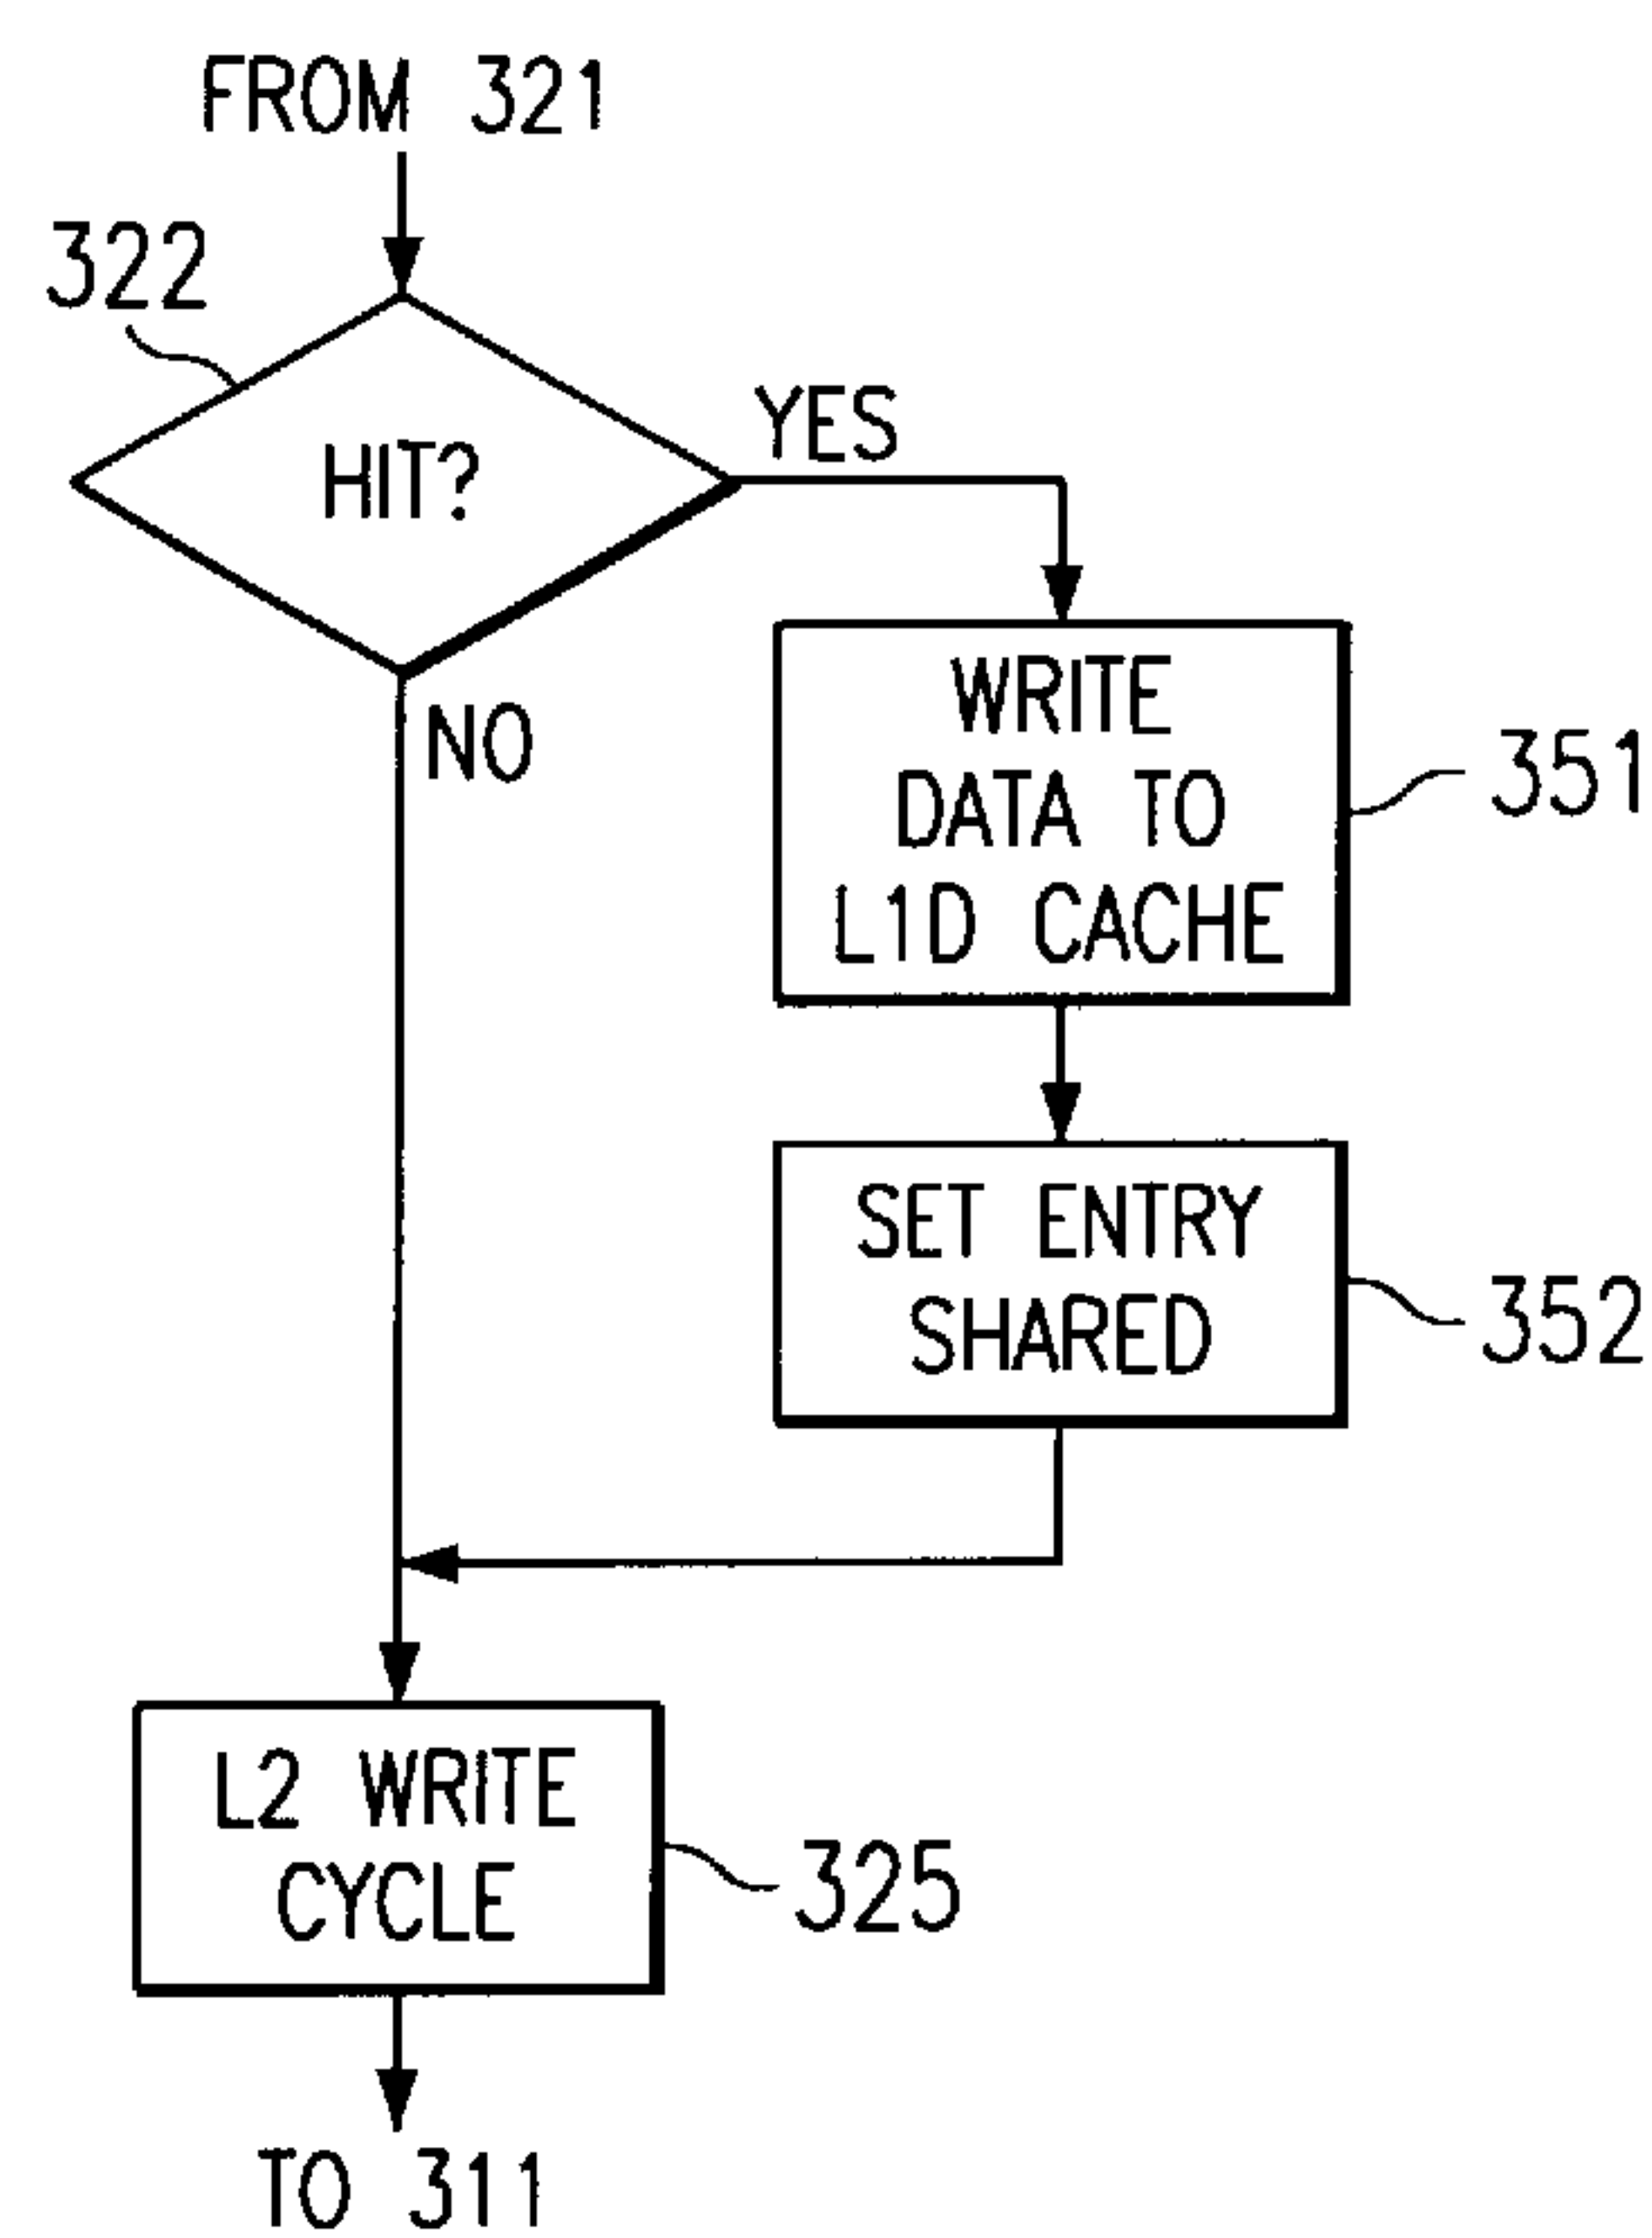 FROM 321
322
HIT?
YES
NO
WRITE
DATA TO
L1D CACHE
351
SET ENTRY
SHARED
352
L2 WRITE
CYCLE
325
TO 311